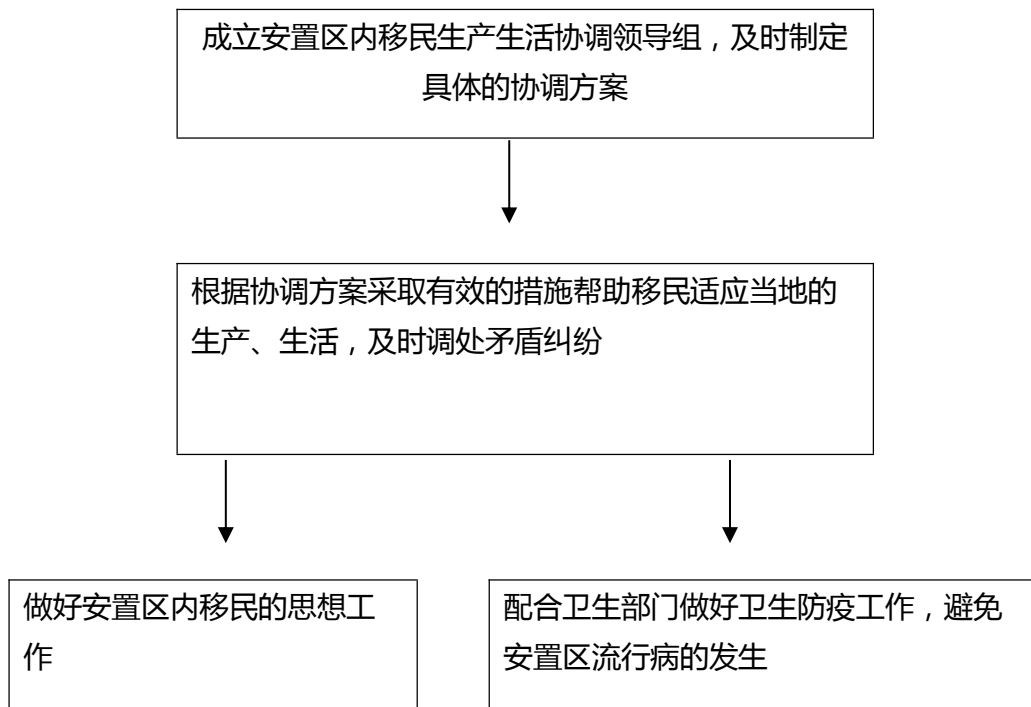 成立安置区内移民生产生活协调领导组，及时制定
具体的协调方案
根据协调方案采取有效的措施帮助移民适应当地的
生产、生活，及时调处矛盾纠纷
做好安置区内移民的思想工
作
配合卫生部门做好卫生防疫工作，避免
安置区流行病的发生